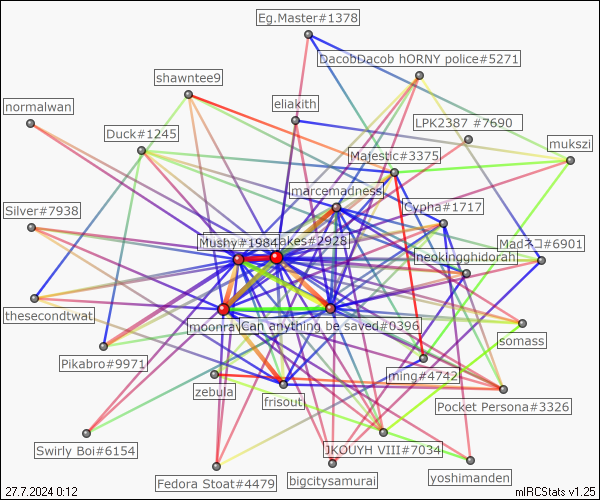 Eg.Master#1378
DacobDacob hORNY police#5271
shawntee9
normalwan
eliakith
LPK2387 #7690
Duck#1245
mukszi
Majestic#3375
marcemadness
Silver#7938
Cypha#1717
Mushy#1984
akes#2928
Madネコ#6901
neokingghidorah
thesecondtwat
moonra
Can anything be saved#0396
somass
Pikabro#9971
ming#4742
zebula
frisout
Pocket Persona#3326
Swirly Boi#6154
JKOUYH VIII#7034
Fedora Stoat#4479
bigcitysamurai
yoshimanden
27.7.2024 0:12
mIRCStats v1.25